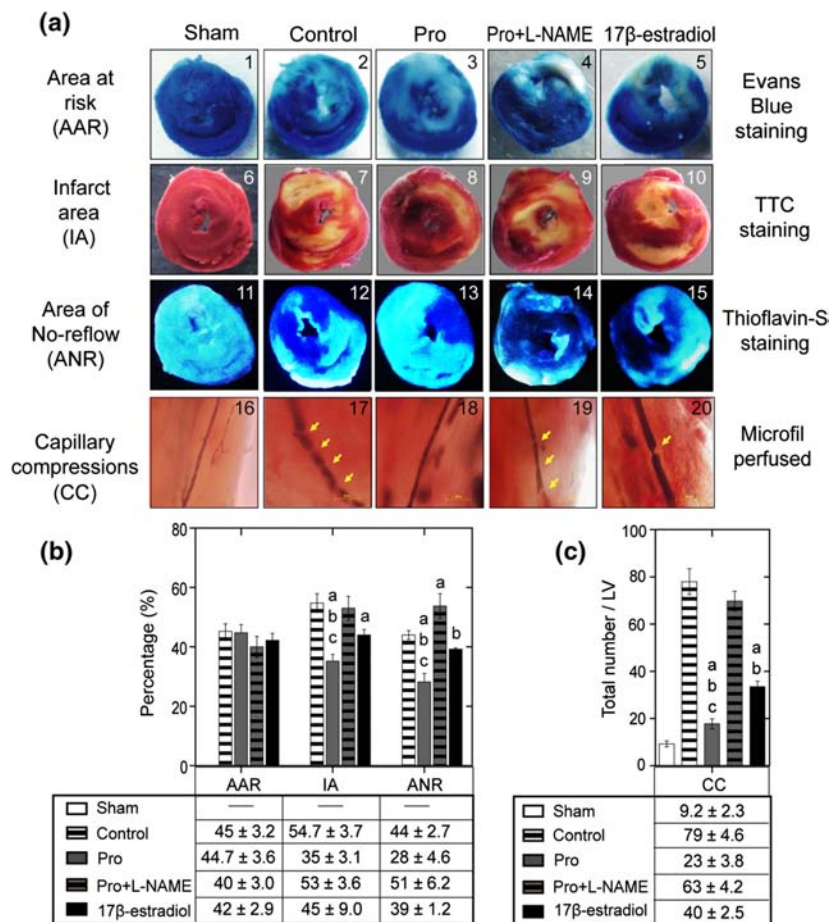 (a)
Sham Control Pro Pro+L-NAME 17β-estradiol
Area at
risk
(AAR)
1 2 3 4 5
Evans
Blue
staining
Infarct
area
(IA)
6 7 8 9 10
TTC
staining
Area of
No-reflow
(ANR)
11 12 13 14 15
Thioflavin-S
staining
Capillary
compressions
(CC)
16 17 18 19 20
Microfil
perfused
(b)
Percentage (%)
80
60
40
20
0
a
b
c
a
a
b
c
a
b
AAR IA ANR
Sham — — —
Control 45 ± 3.2 54.7 ± 3.7 44 ± 2.7
Pro 44.7 ± 3.6 35 ± 3.1 28 ± 4.6
Pro+L-NAME 40 ± 3.0 53 ± 3.6 51 ± 6.2
17β-estradiol 42 ± 2.9 45 ± 9.0 39 ± 1.2
(c)
Total number / LV
100
80
60
40
20
0
a
b
c
a
b
CC
Sham 9.2 ± 2.3
Control 79 ± 4.6
Pro 23 ± 3.8
Pro+L-NAME 63 ± 4.2
17β-estradiol 40 ± 2.5